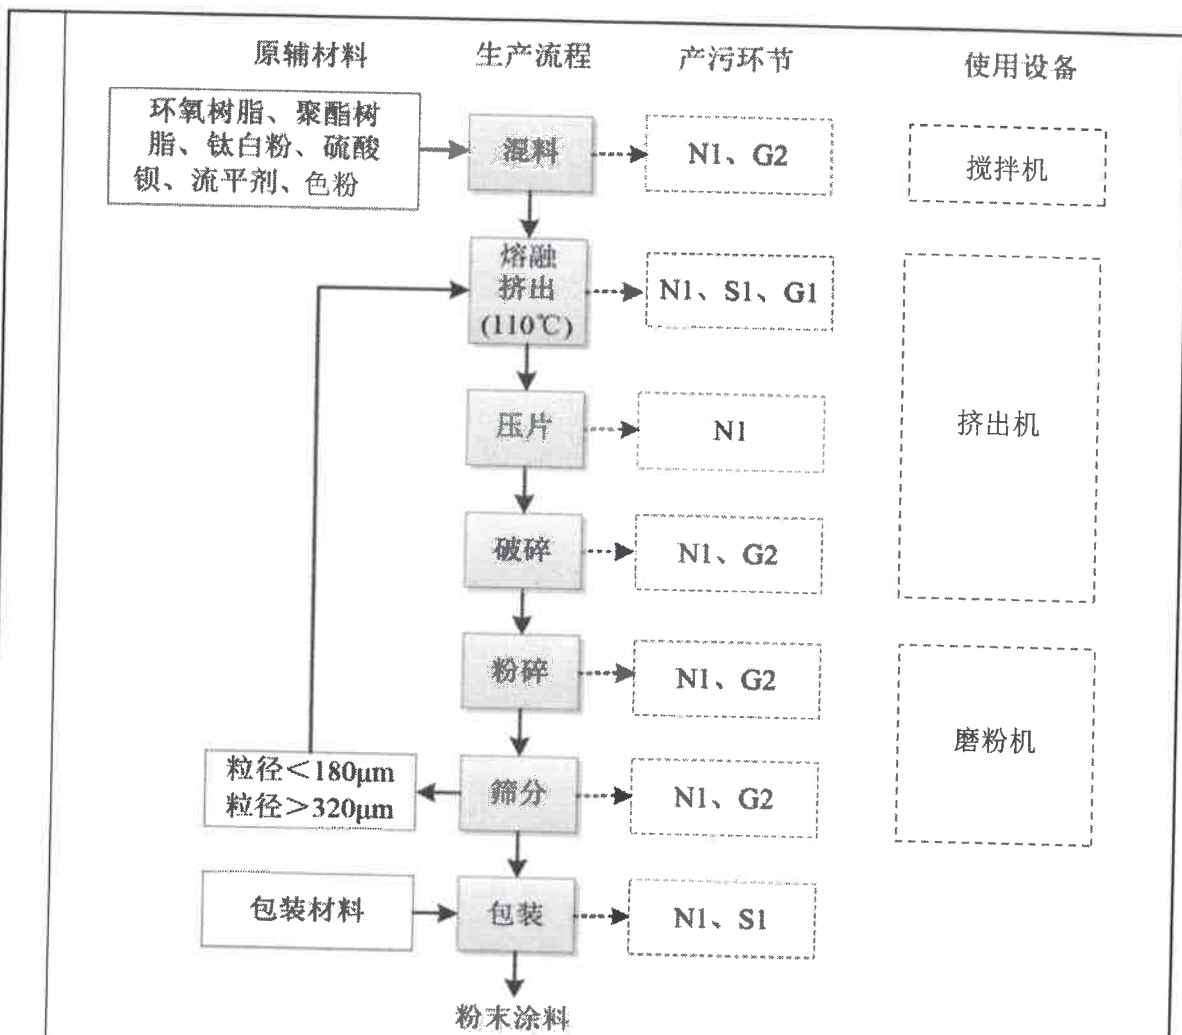 原辅材料
生产流程
产污环节
使用设备
环氧树脂、聚酯树
脂、钛白粉、硫酸
钡、流平剂、色粉
混料
N1、G2
搅拌机
熔融
挤出
(110℃)
N1、S1、G1
挤出机
压片
N1
破碎
N1、G2
粉碎
N1、G2
磨粉机
粒径<180μm
粒径>320μm
筛分
N1、G2
包装材料
包装
N1、S1
粉末涂料